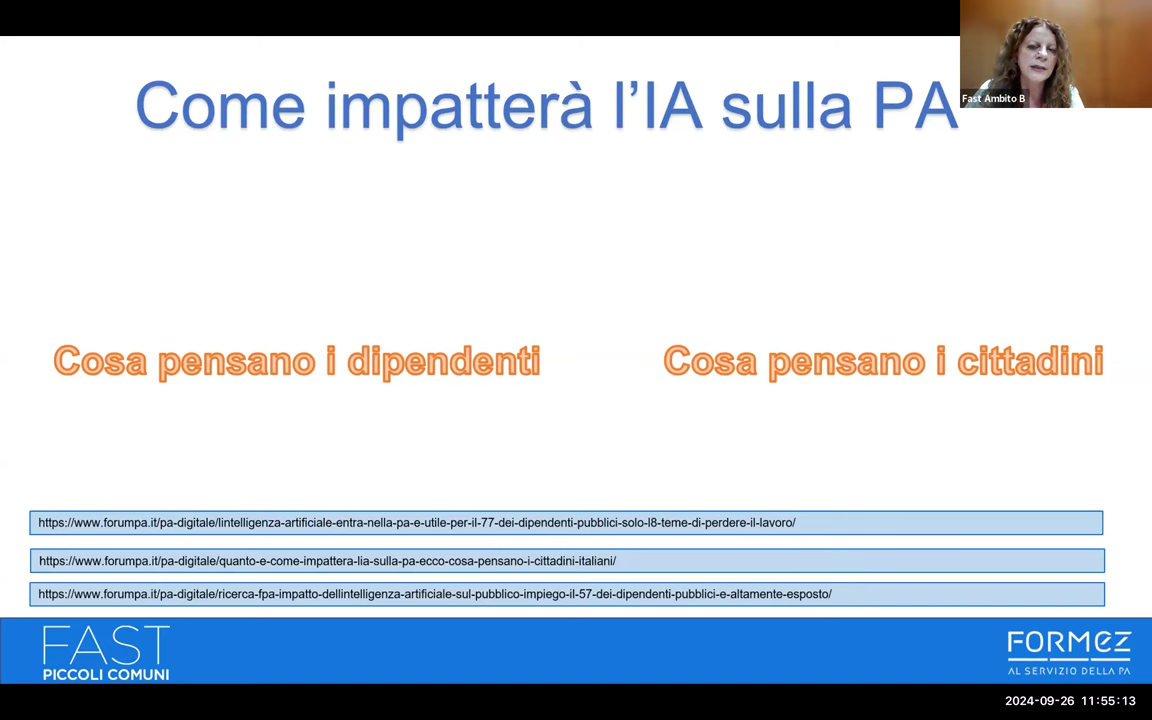 Come impatterà l’IA sulla PA
Fast Ambito B
Cosa pensano i dipendenti
Cosa pensano i cittadini
https://www.forumpa.it/pa-digitale/lintelligenza-artificiale-entra-nella-pa-e-utile-per-il-77-dei-dipendenti-pubblici-solo-l8-teme-di-perdere-il-lavoro/
https://www.forumpa.it/pa-digitale/quanto-e-come-impattera-lia-sulla-pa-ecco-cosa-pensano-i-cittadini-italiani/
https://www.forumpa.it/pa-digitale/ricerca-fpa-impatto-dellintelligenza-artificiale-sul-pubblico-impiego-il-57-dei-dipendenti-pubblici-e-altamente-esposto/
FAST
PICCOLI COMUNI
FORMEZ
AL SERVIZIO DELLA PA
2024-09-26 11:55:13